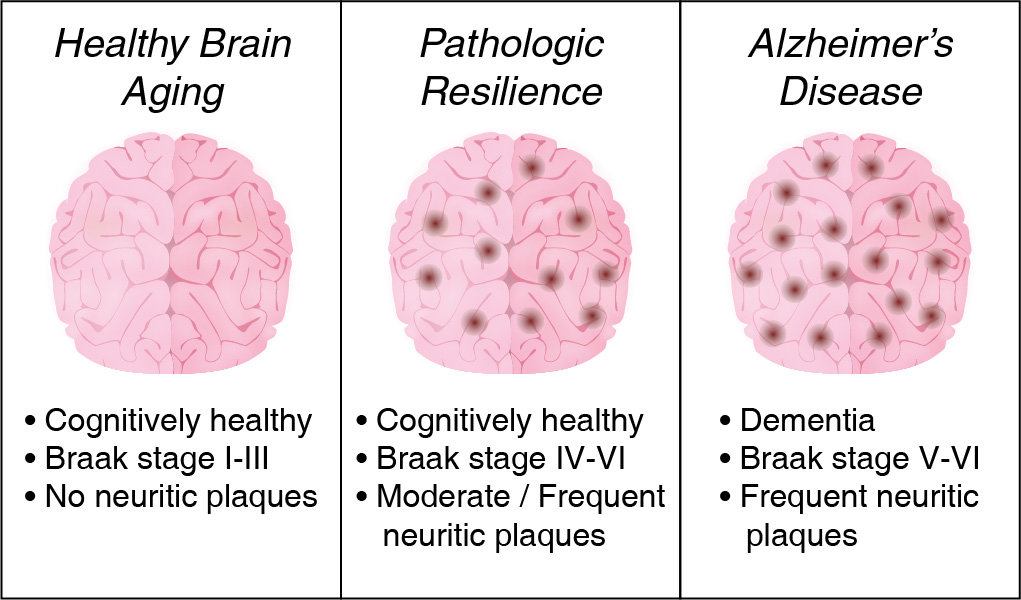 Healthy Brain
Aging
• Cognitively healthy
• Braak stage I-III
• No neuritic plaques
Pathologic
Resilience
• Cognitively healthy
• Braak stage IV-VI
• Moderate / Frequent
neuritic plaques
Alzheimer’s
Disease
• Dementia
• Braak stage V-VI
• Frequent neuritic
plaques